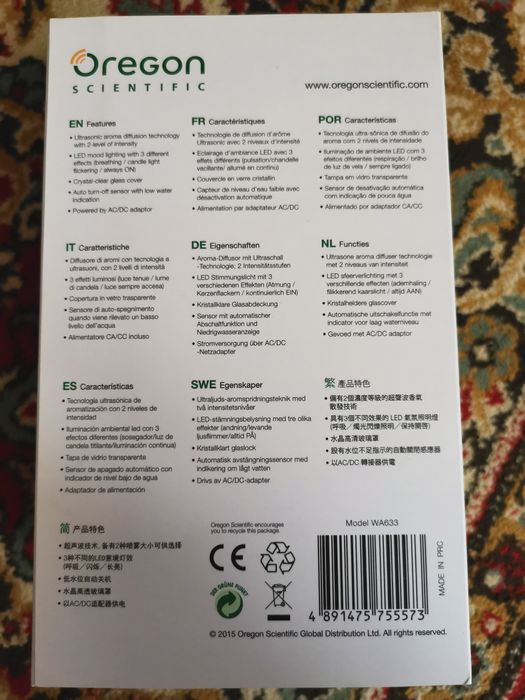 Oregon
SCIENTIFIC
www.oregonscientific.com
EN Features
• Ultrasonic aroma diffusion technology
with 2-level of intensity
• LED mood lighting with 3 different
effects (breathing / candle light
flickering / always ON)
• Crystal-clear glass cover
• Auto turn-off sensor with low water
indication
• Powered by AC/DC adaptor
FR Caractéristiques
• Technologie de diffusion d'arôme
Ultrasonic avec 2 niveaux d'intensité
• Eclairage d'ambiance LED avec 3
effets différents (pulsation/chandelle
vacillante/ allumé en continu)
• Couvercle en verre cristallin
• Capteur de niveau d'eau faible avec
désactivation automatique
• Alimentation par adaptateur AC/DC
POR Características
• Tecnologia ultra-sônica de difusão do
aroma com 2 níveis de intensidade
• Iluminação de ambiente LED com 3
efeitos diferentes (respiração / brilho
de luz de vela / sempre ligado)
• Tampa em vidro transparente
• Sensor de desativação automática
com indicação de pouca água
• Alimentado por adaptador CA/CC
IT Caratteristiche
• Diffusore di aromi con tecnologia a
ultrasuoni, con 2 livelli di intensità
• 3 effetti luminosi (luce tenue / lume
di candela / luce sempre accesa)
• Copertura in vetro trasparente
• Sensore di auto-spegnimento
quando viene rilevato un basso
livello dell'acqua
• Alimentatore CA/CC incluso
DE Eigenschaften
• Aroma-Diffusor mit Ultraschall
-Technologie; 2 Intensitätsstufen
• LED Stimmungslicht mit 3
verschiedenen Effekten (Atmung /
Kerzenflackern / kontinuierlich EIN)
• Kristallklare Glasabdeckung
• Sensor mit automatischer
Abschaltfunktion und
Niedrigwasseranzeige
• Stromversorgung über AC/DC
-Netzadapter
NL Functies
• Ultrasone aroma diffuser technologie
met 2 niveaus van intensiteit
• LED sfeerverlichting met 3
verschillende effecten (ademhaling /
flikkerend kaarslicht / altijd AAN)
• Kristalheldere glascover
• Automatische uitschakelfunctie met
indicator voor laag waterniveau
• Gevoed met AC/DC adapter
ES Características
• Tecnología ultrasónica de
aromatización con 2 niveles de
intensidad
• Iluminación ambiental led con 3
efectos diferentes (sosegador/luz de
candela titilante/iluminación continua)
• Tapa de vidrio transparente
• Sensor de apagado automático con
indicador de nivel bajo de agua
• Adaptador de alimentación
SWE Egenskaper
• Ultraljuds-aromspridningsteknik med
två intensitetsnivåer
• LED-stämningsbelysning med tre olika
effekter (andning/levande
ljusflimmer/alltid PÅ)
• Kristallklart glaslock
• Automatisk avstängningssensor med
indikering om lågt vatten
• Drivs av AC/DC-adapter
繁 產品特色
• 備有2個濃度等級的超聲波香氣
散發技術
• 具有3個不同效果的 LED 氣氛照明燈
(呼吸／燭光閃爍照明／保持開啓)
• 水晶高清玻璃罩
• 設有水位不足指示的自動關閉感應器
• 以AC/DC 轉接器供電
简 产品特色
• 超声波技术, 备有2种喷雾大小可供选择
• 3种不同的LED意境灯效
(呼吸／闪烁／长亮)
• 低水位自动关机
• 水晶高透玻璃罩
• 以AC/DC适配器供电
Oregon Scientific encourages
you to recycle this package.
CE
DER GRÜNE PUNKT
Model WA633
4 891475 755573
MADE IN PRC
© 2015 Oregon Scientific Global Distribution Ltd. All rights reserved.